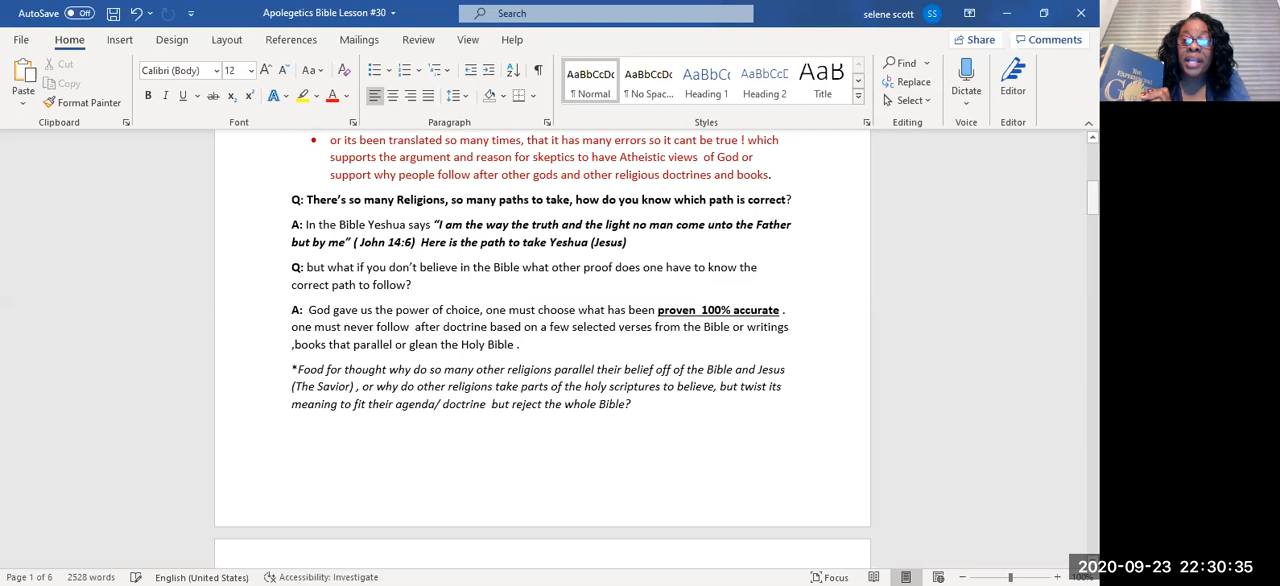 AutoSave Off Apolegetics Bible Lesson #30 Search selene scott SS
File Home Insert Design Layout References Mailings Review View Help Share Comments
Paste Cut Copy Format Painter
Calibri (Body) 12
AaBbCcDc AaBbCcDc AaBbC AaBbCcD AaB
¶ Normal ¶ No Spac... Heading 1 Heading 2 Title
Find Replace Select
Dictate Editor
Clipboard Font Paragraph Styles Editing Voice Editor
• or its been translated so many times, that it has many errors so it cant be true ! which
supports the argument and reason for skeptics to have Atheistic views of God or
support why people follow after other gods and other religious doctrines and books.
Q: There's so many Religions, so many paths to take, how do you know which path is correct?
A: In the Bible Yeshua says "I am the way the truth and the light no man come unto the Father
but by me" ( John 14:6) Here is the path to take Yeshua (Jesus)
Q: but what if you don't believe in the Bible what other proof does one have to know the
correct path to follow?
A: God gave us the power of choice, one must choose what has been proven 100% accurate .
one must never follow after doctrine based on a few selected verses from the Bible or writings
,books that parallel or glean the Holy Bible .
*Food for thought why do so many other religions parallel their belief off of the Bible and Jesus
(The Savior) , or why do other religions take parts of the holy scriptures to believe, but twist its
meaning to fit their agenda/ doctrine but reject the whole Bible?
Page 1 of 6 2528 words English (United States) Accessibility: Investigate Focus 100%
2020-09-23 22:30:35